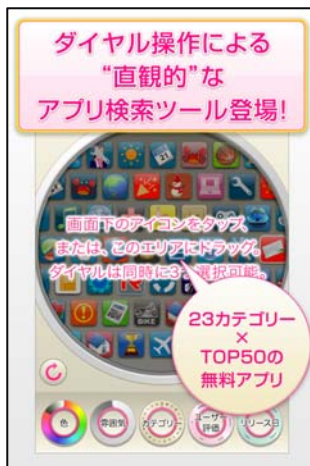 ダイヤル操作による
“直観的”な
アプリ検索ツール登場!
画面下のアイコンをタップ、
または、このエリアにドラッグ。
ダイヤルは同時に3つ選択可能。
23カテゴリー
×
TOP50の
無料アプリ
色
雰囲気
カテゴリー
ユーザー
評価
リリース日